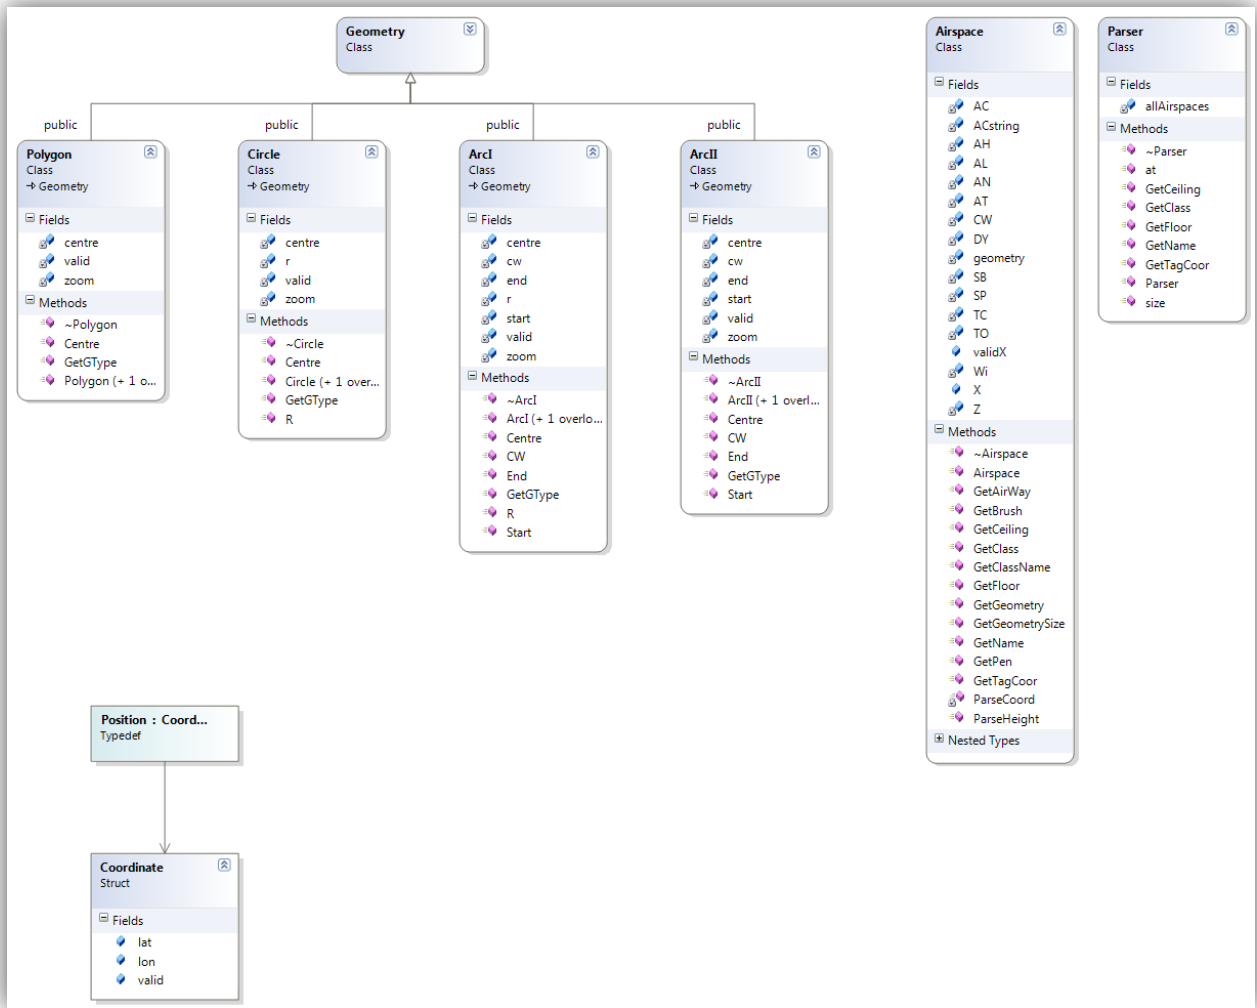 Geometry
Class
public
public
public
public
Polygon
Class
Geometry
Fields
centre
valid
zoom
Methods
~Polygon
Centre
GetGType
Polygon (+ 1 o...
Circle
Class
Geometry
Fields
centre
r
valid
zoom
Methods
~Circle
Centre
Circle (+ 1 over...
GetGType
R
ArcI
Class
Geometry
Fields
centre
cw
end
r
start
valid
zoom
Methods
~ArcI
ArcI (+ 1 overlo...
Centre
CW
End
GetGType
R
Start
ArcII
Class
Geometry
Fields
centre
cw
end
start
valid
zoom
Methods
~ArcII
ArcII (+ 1 overl...
Centre
CW
End
GetGType
Start
Airspace
Class
Fields
AC
ACstring
AH
AL
AN
AT
CW
DY
geometry
SB
SP
TC
TO
validX
Wi
X
Z
Methods
~Airspace
Airspace
GetAirWay
GetBrush
GetCeiling
GetClass
GetClassName
GetFloor
GetGeometry
GetGeometrySize
GetName
GetPen
GetTagCoor
ParseCoord
ParseHeight
Nested Types
Parser
Class
Fields
allAirspaces
Methods
~Parser
at
GetCeiling
GetClass
GetFloor
GetName
GetTagCoor
Parser
size
Position : Coord...
Typedef
Coordinate
Struct
Fields
lat
lon
valid